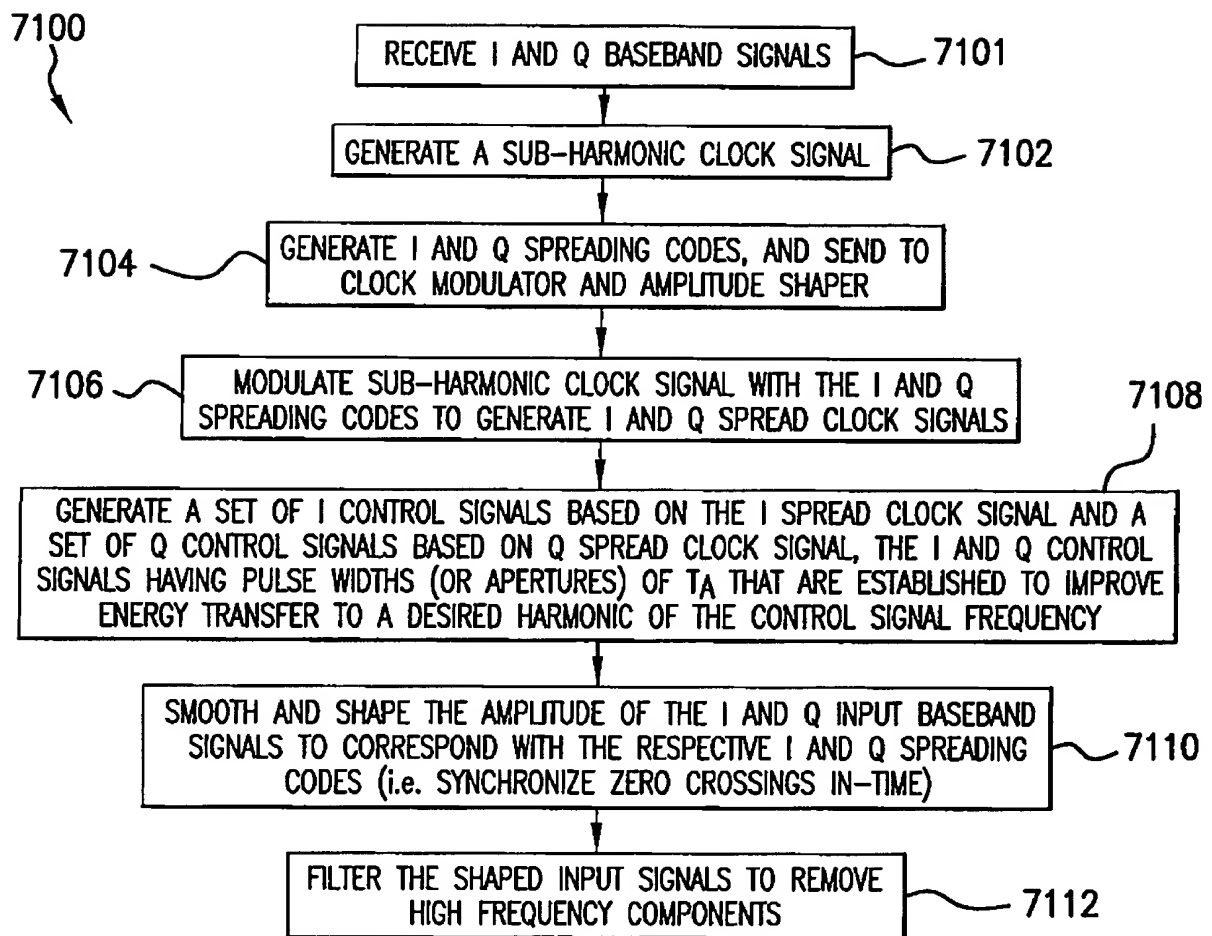 7100
RECEIVE I AND Q BASEBAND SIGNALS
7101
GENERATE A SUB-HARMONIC CLOCK SIGNAL
7102
GENERATE I AND Q SPREADING CODES, AND SEND TO
CLOCK MODULATOR AND AMPLITUDE SHAPER
7104
MODULATE SUB-HARMONIC CLOCK SIGNAL WITH THE I AND Q
SPREADING CODES TO GENERATE I AND Q SPREAD CLOCK SIGNALS
7106
7108
GENERATE A SET OF I CONTROL SIGNALS BASED ON THE I SPREAD CLOCK SIGNAL AND A
SET OF Q CONTROL SIGNALS BASED ON Q SPREAD CLOCK SIGNAL, THE I AND Q CONTROL
SIGNALS HAVING PULSE WIDTHS (OR APERTURES) OF TA THAT ARE ESTABLISHED TO IMPROVE
ENERGY TRANSFER TO A DESIRED HARMONIC OF THE CONTROL SIGNAL FREQUENCY
SMOOTH AND SHAPE THE AMPLITUDE OF THE I AND Q INPUT BASEBAND
SIGNALS TO CORRESPOND WITH THE RESPECTIVE I AND Q SPREADING
CODES (i.e. SYNCHRONIZE ZERO CROSSINGS IN-TIME)
7110
FILTER THE SHAPED INPUT SIGNALS TO REMOVE
HIGH FREQUENCY COMPONENTS
7112